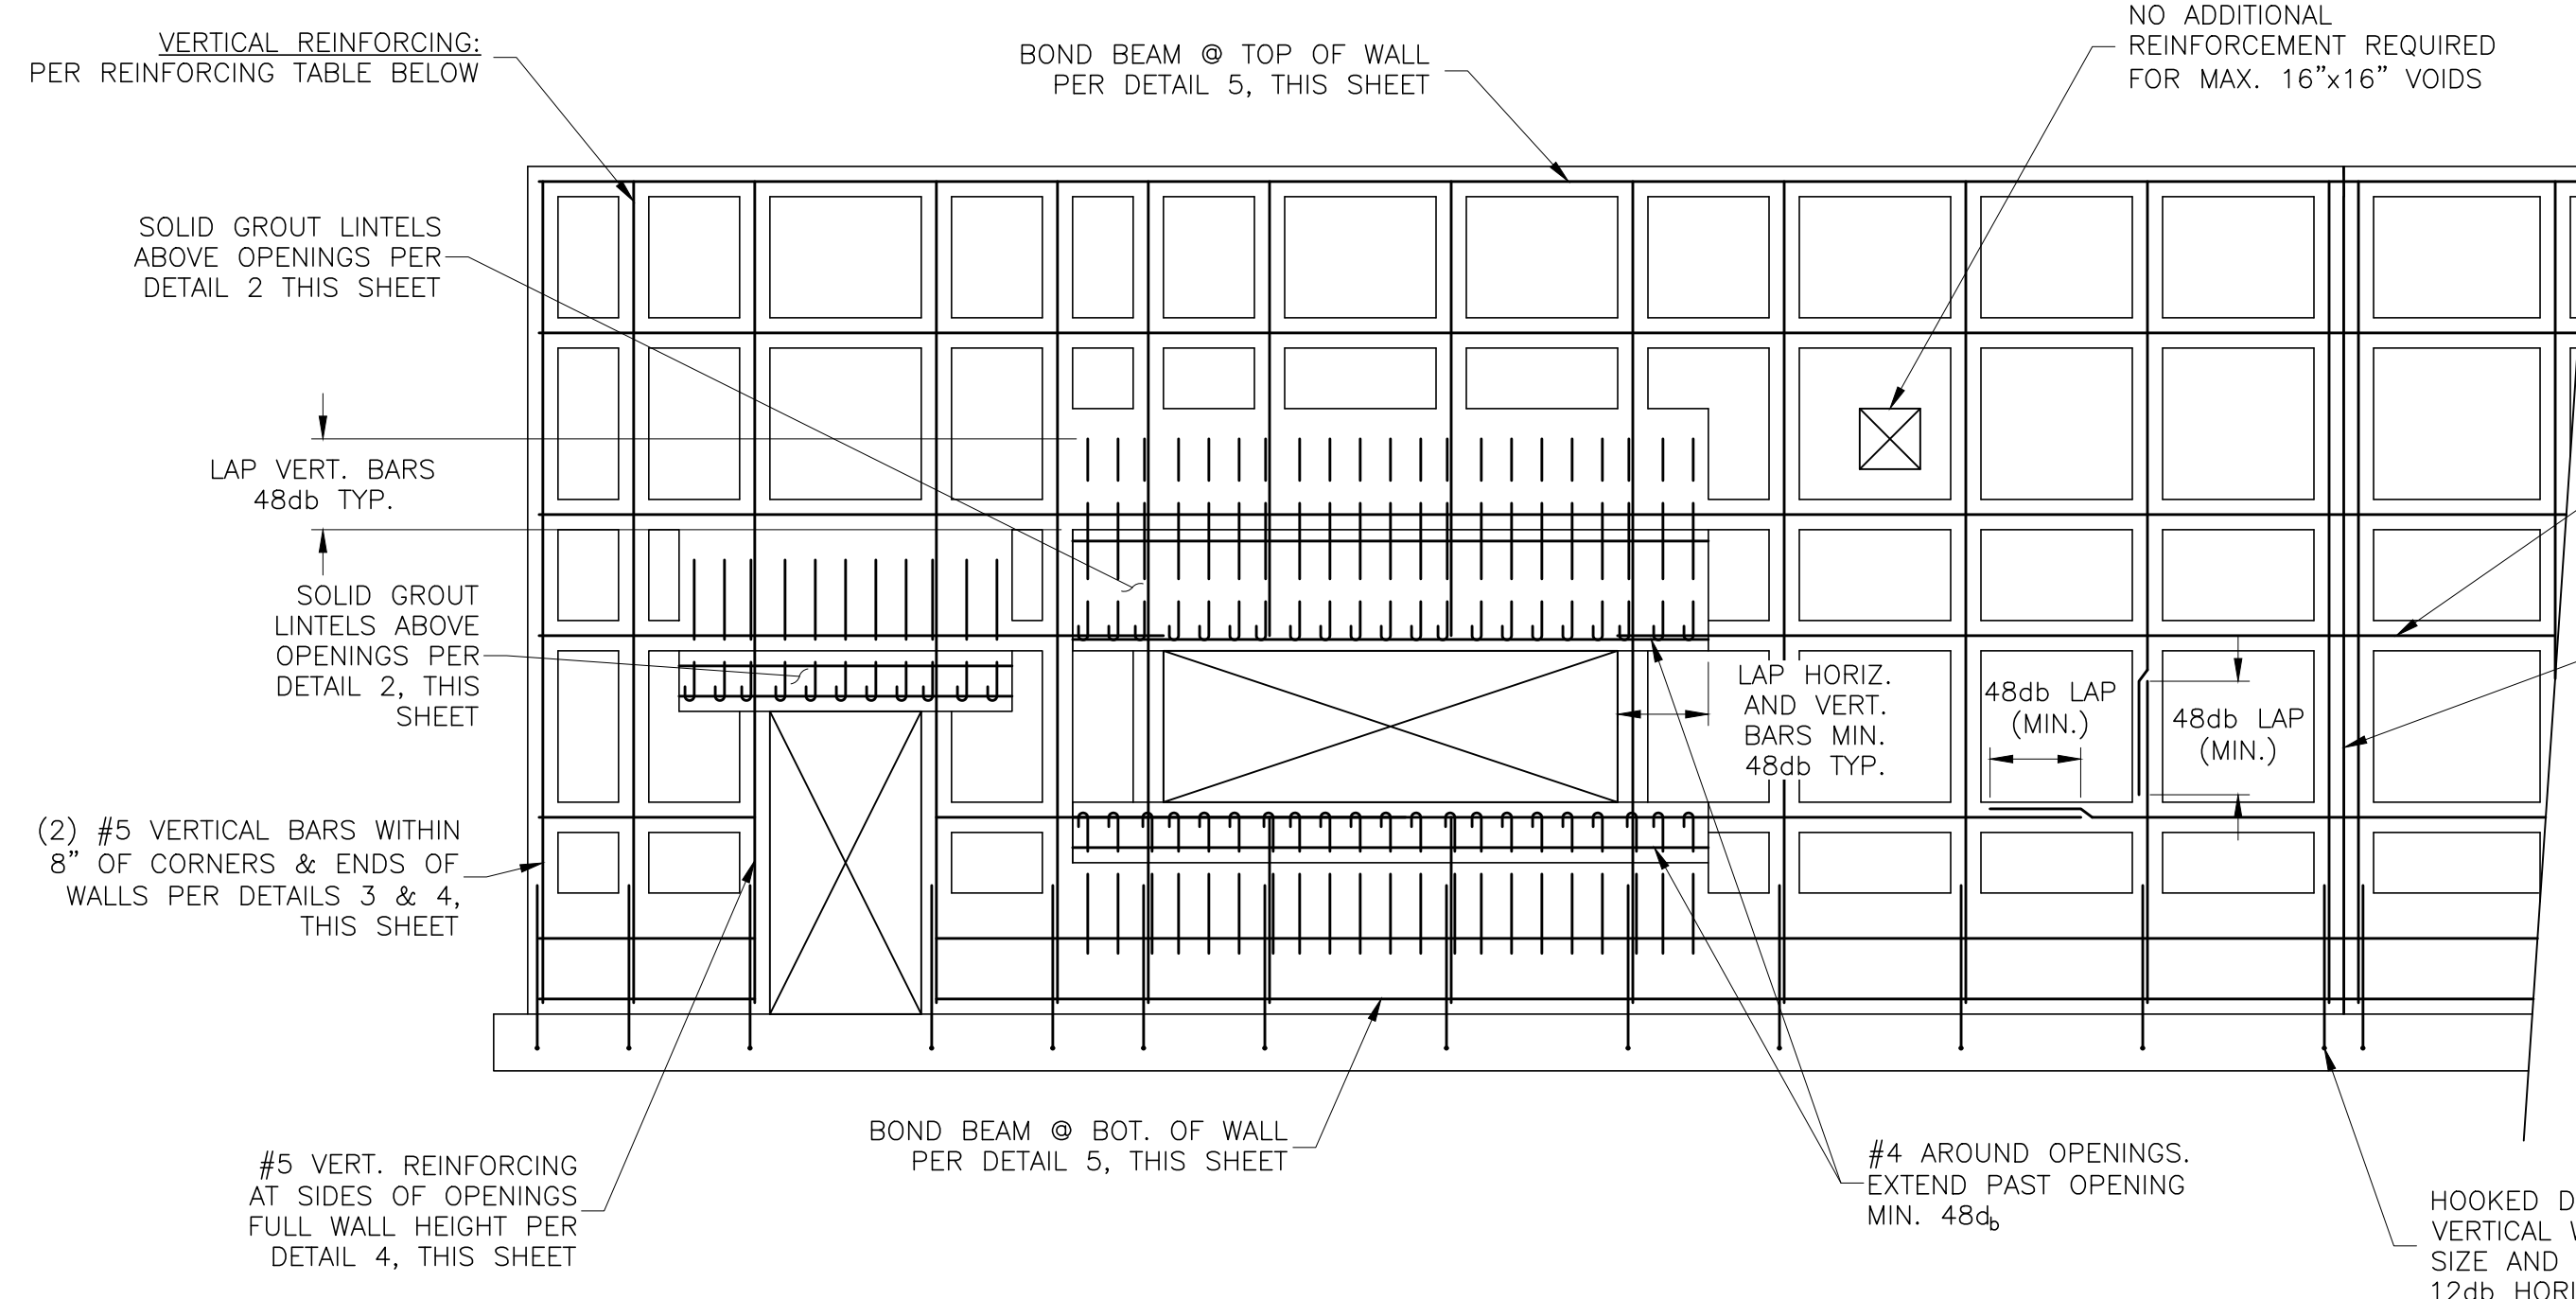 VERTICAL REINFORCING:
PER REINFORCING TABLE BELOW
BOND BEAM @ TOP OF WALL
PER DETAIL 5, THIS SHEET
NO ADDITIONAL
REINFORCEMENT REQUIRED
FOR MAX. 16"x16" VOIDS
SOLID GROUT LINTELS
ABOVE OPENINGS PER
DETAIL 2 THIS SHEET
LAP VERT. BARS
48db TYP.
SOLID GROUT
LINTELS ABOVE
OPENINGS PER
DETAIL 2, THIS
SHEET
LAP HORIZ.
AND VERT.
BARS MIN.
48db TYP.
48db LAP
(MIN.)
48db LAP
(MIN.)
(2) #5 VERTICAL BARS WITHIN
8" OF CORNERS & ENDS OF
WALLS PER DETAILS 3 & 4,
THIS SHEET
#5 VERT. REINFORCING
AT SIDES OF OPENINGS
FULL WALL HEIGHT PER
DETAIL 4, THIS SHEET
BOND BEAM @ BOT. OF WALL
PER DETAIL 5, THIS SHEET
#4 AROUND OPENINGS.
EXTEND PAST OPENING
MIN. 48db
HOOKED
VERTICAL
SIZE AND
12db